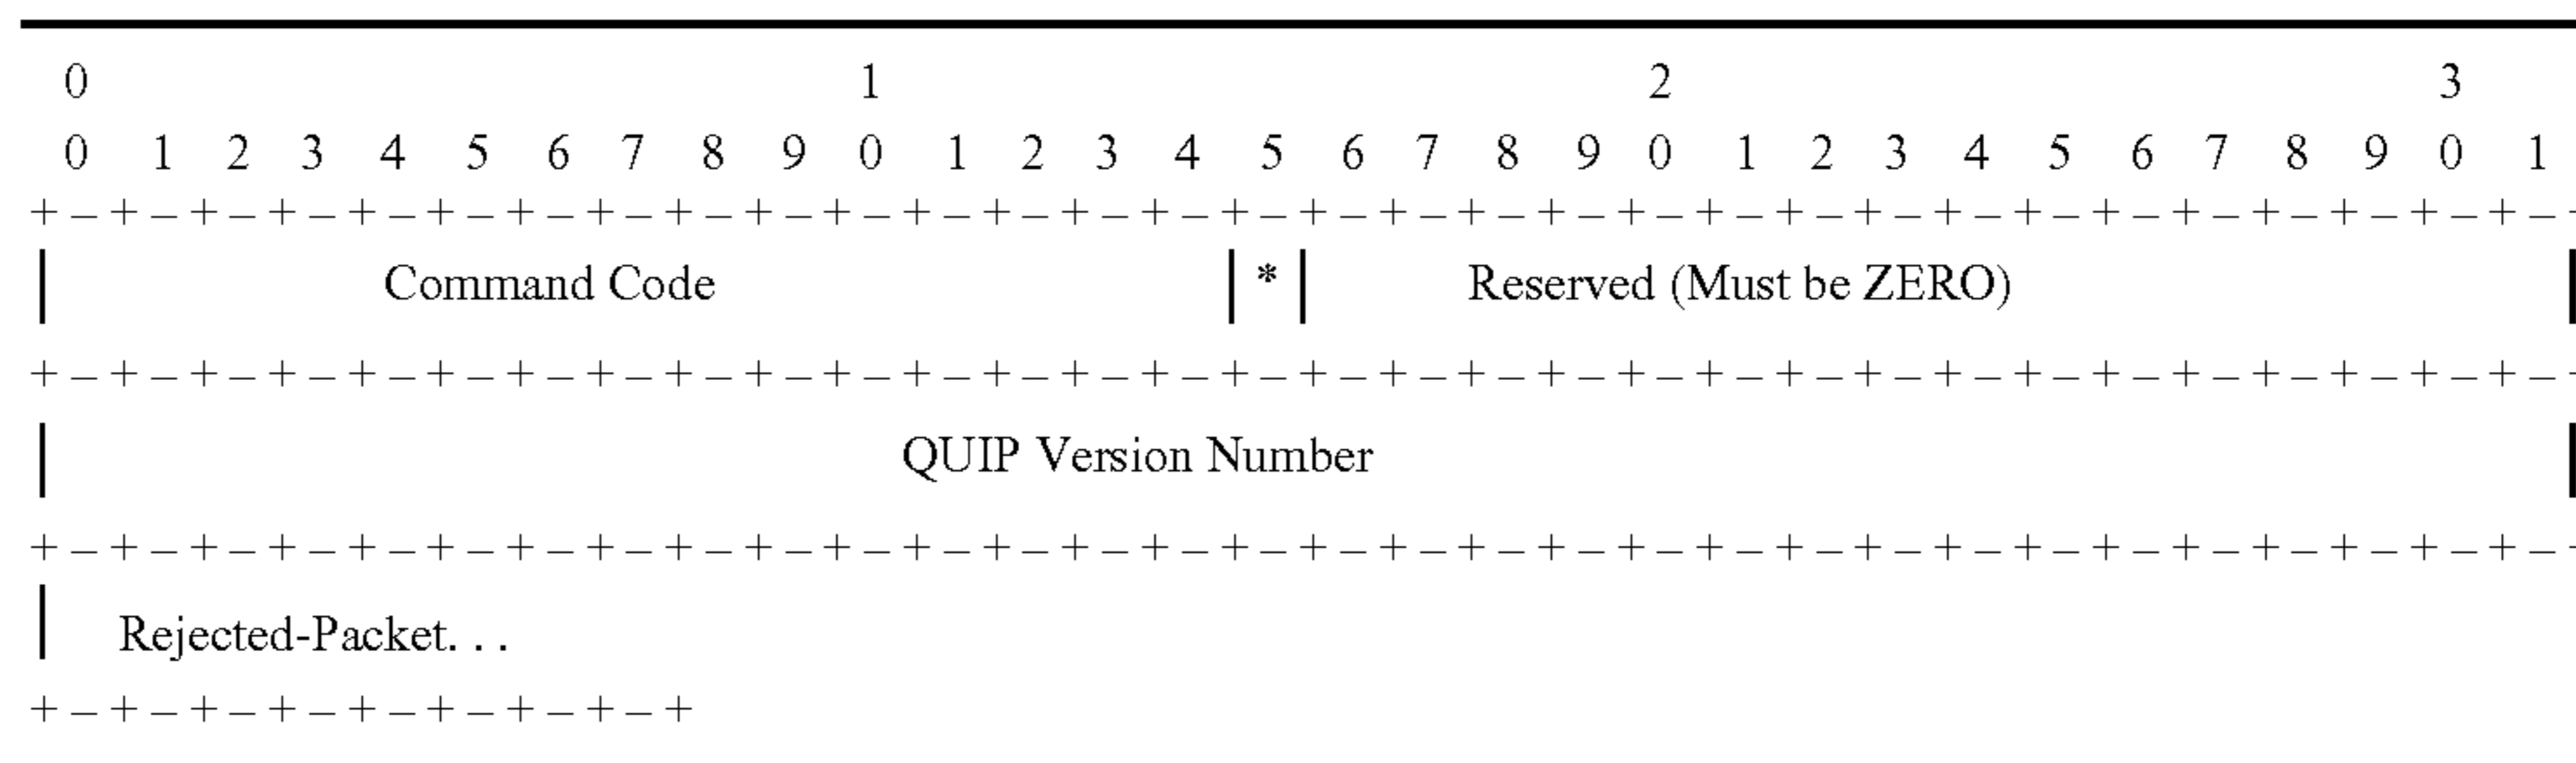 0 1 2 3
0 1 2 3 4 5 6 7 8 9 0 1 2 3 4 5 6 7 8 9 0 1 2 3 4 5 6 7 8 9 0 1
+–+–+–+–+–+–+–+–+–+–+–+–+–+–+–+–+–+–+–+–+–+–+–+–+–+–+–+–+–+–+–+–+
| Command Code |*| Reserved (Must be ZERO) |
+–+–+–+–+–+–+–+–+–+–+–+–+–+–+–+–+–+–+–+–+–+–+–+–+–+–+–+–+–+–+–+–+
| QUIP Version Number |
+–+–+–+–+–+–+–+–+–+–+–+–+–+–+–+–+–+–+–+–+–+–+–+–+–+–+–+–+–+–+–+–+
| Rejected-Packet. . .
+–+–+–+–+–+–+–+–+